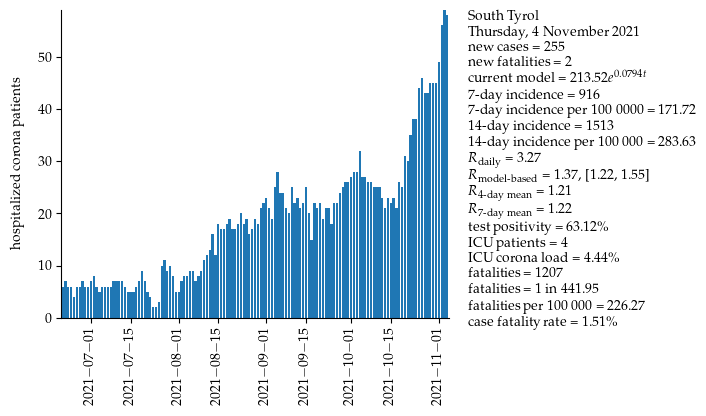 hospitalized corona patients
50
40
30
20
10
0
2021−07−01
2021−07−15
2021−08−01
2021−08−15
2021−09−01
2021−09−15
2021−10−01
2021−10−15
2021−11−01
South Tyrol
Thursday, 4 November 2021
new cases = 255
new fatalities = 2
current model = 213.52e^0.0794t
7-day incidence = 916
7-day incidence per 100 0000 = 171.72
14-day incidence = 1513
14-day incidence per 100 000 = 283.63
R_daily = 3.27
R_model-based = 1.37, [1.22, 1.55]
R_4-day mean = 1.21
R_7-day mean = 1.22
test positivity = 63.12%
ICU patients = 4
ICU corona load = 4.44%
fatalities = 1207
fatalities = 1 in 441.95
fatalities per 100 000 = 226.27
case fatality rate = 1.51%